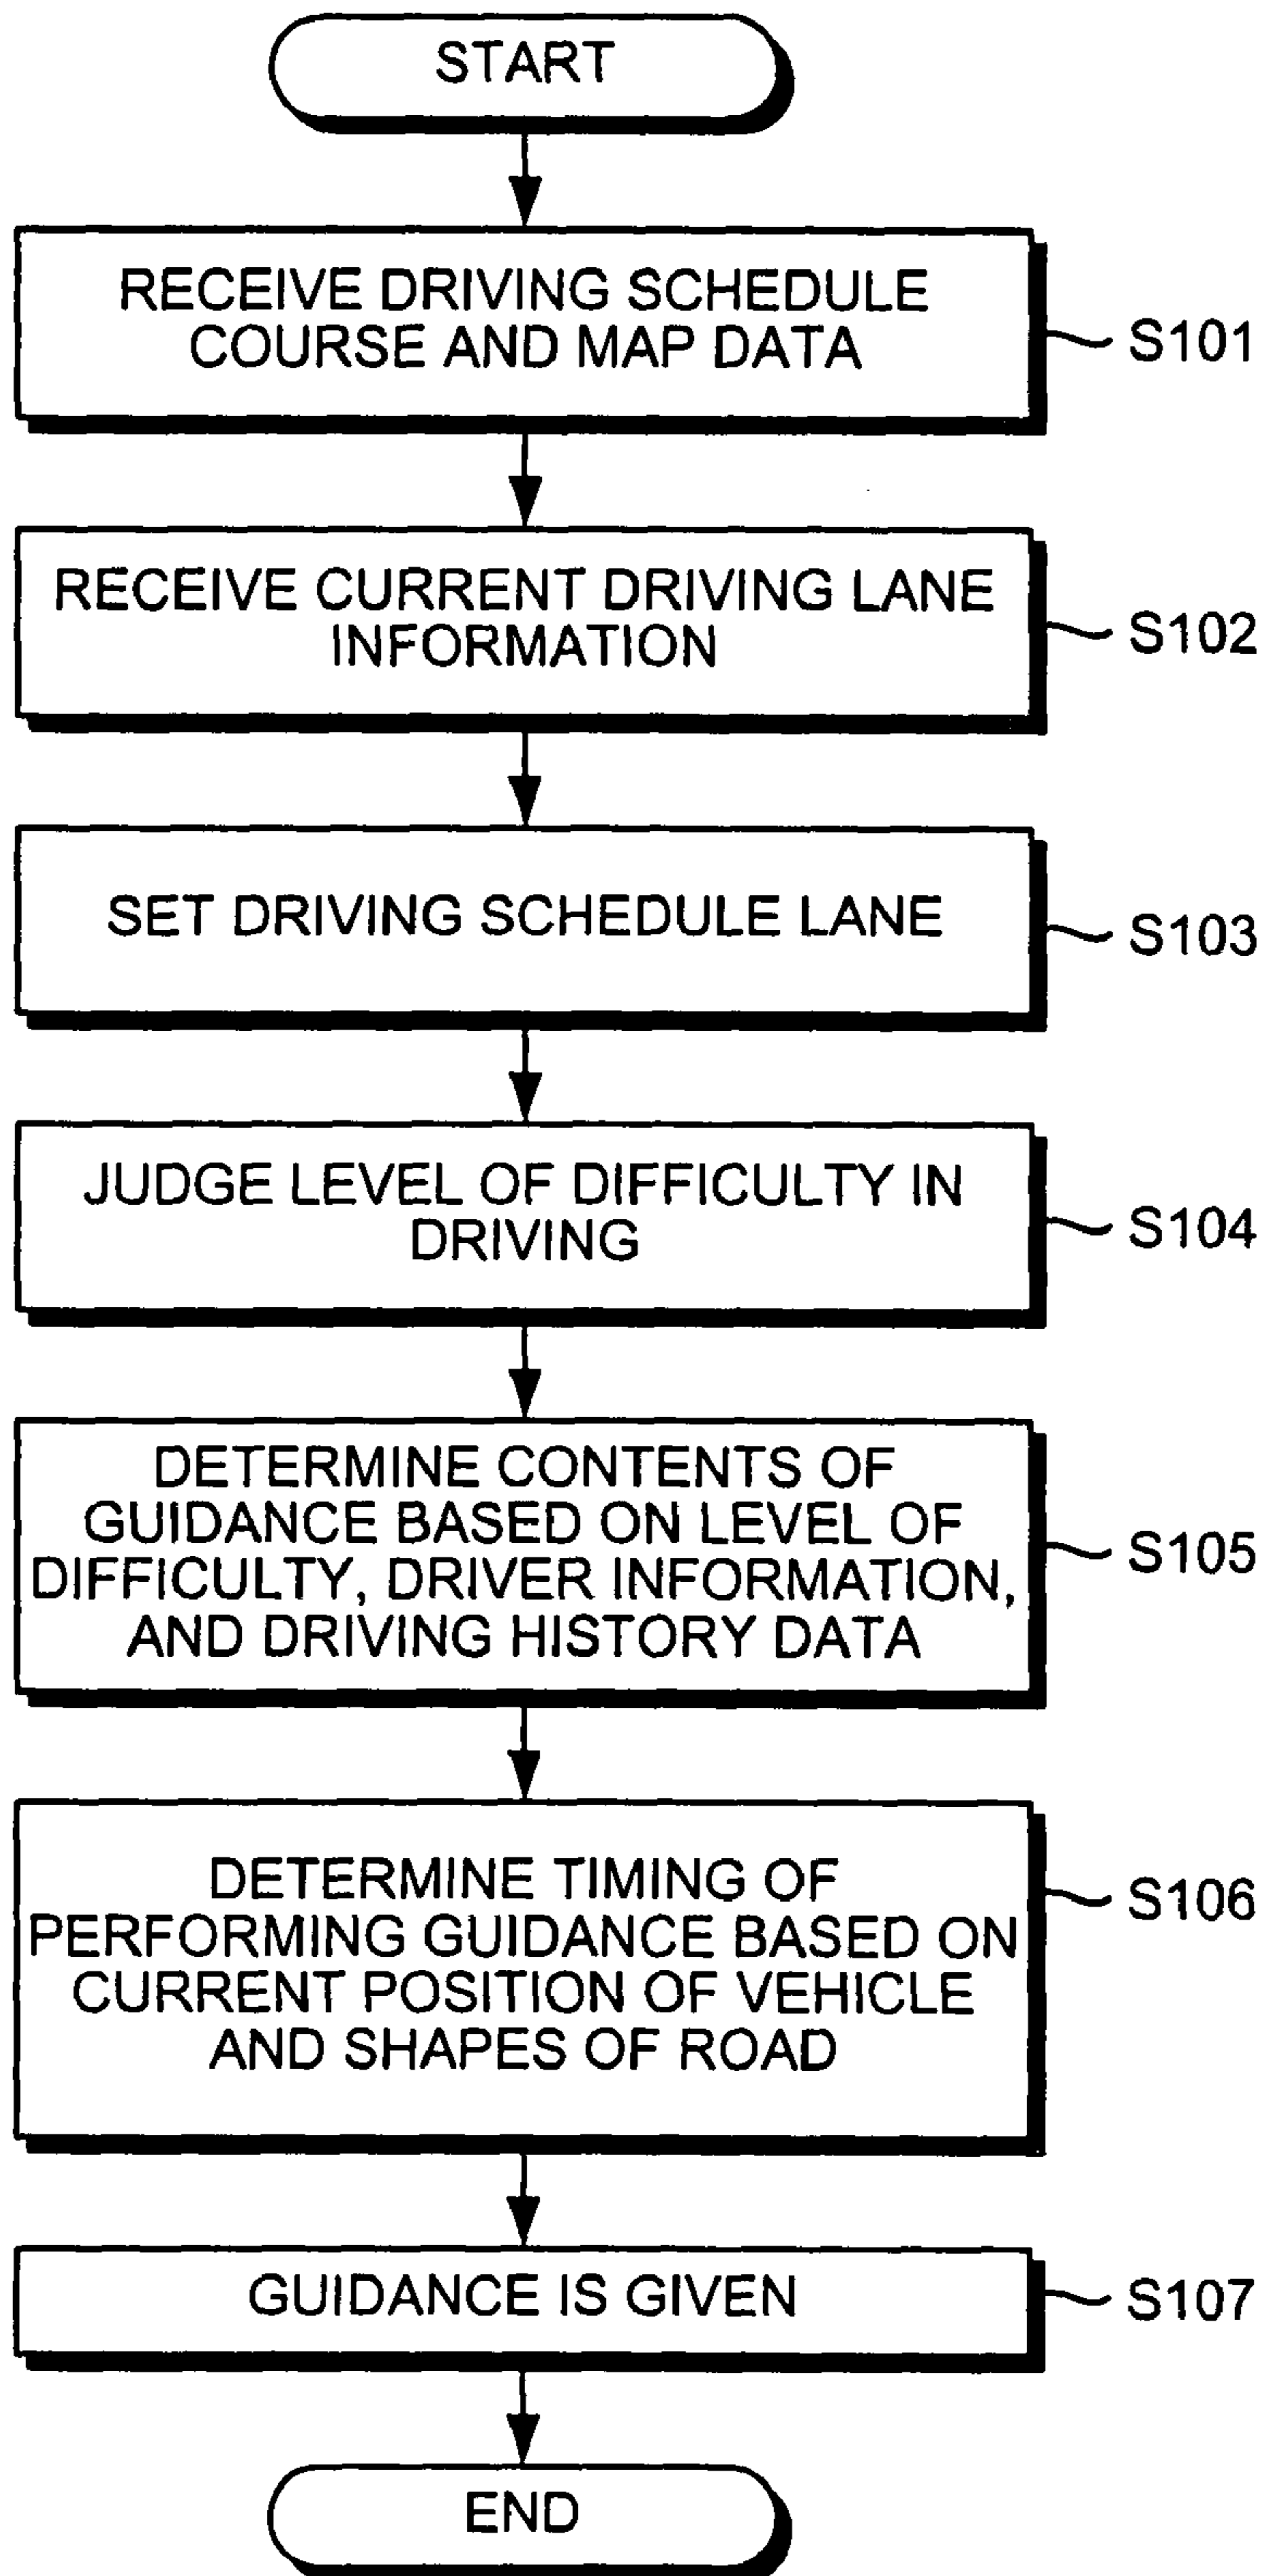 START
RECEIVE DRIVING SCHEDULE
COURSE AND MAP DATA
S101
RECEIVE CURRENT DRIVING LANE
INFORMATION
S102
SET DRIVING SCHEDULE LANE
S103
JUDGE LEVEL OF DIFFICULTY IN
DRIVING
S104
DETERMINE CONTENTS OF
GUIDANCE BASED ON LEVEL OF
DIFFICULTY, DRIVER INFORMATION,
AND DRIVING HISTORY DATA
S105
DETERMINE TIMING OF
PERFORMING GUIDANCE BASED ON
CURRENT POSITION OF VEHICLE
AND SHAPES OF ROAD
S106
GUIDANCE IS GIVEN
S107
END